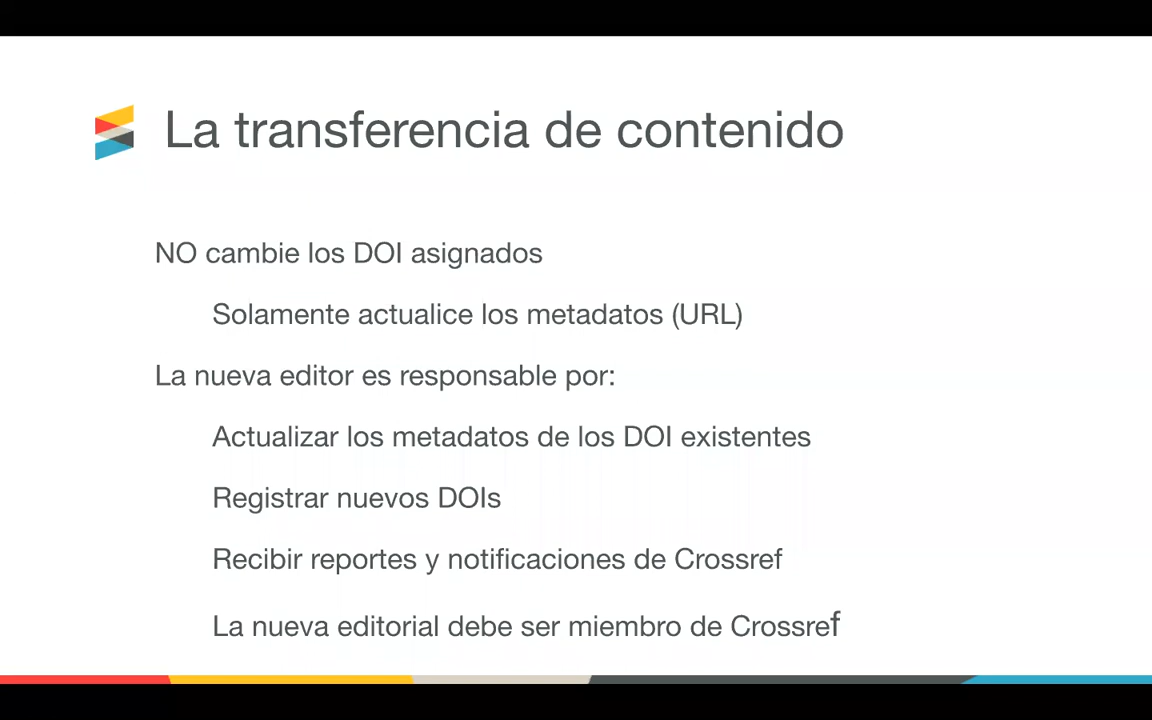 La transferencia de contenido
NO cambie los DOI asignados
Solamente actualice los metadatos (URL)
La nueva editor es responsable por:
Actualizar los metadatos de los DOI existentes
Registrar nuevos DOIs
Recibir reportes y notificaciones de Crossref
La nueva editorial debe ser miembro de Crossref